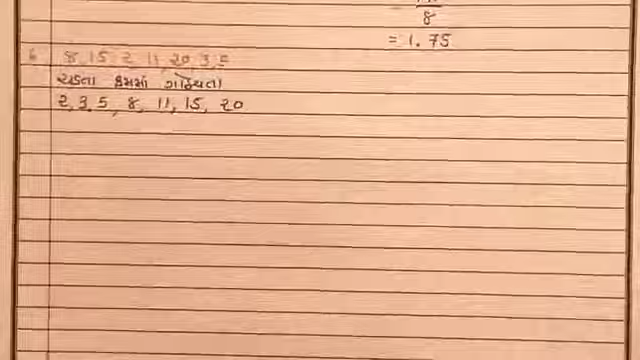 8
= 1.75
6 8, 15, 2, 11, 20, 3, 5
ચડતા ક્રમમાં ગોઠવતા
2, 3, 5, 8, 11, 15, 20